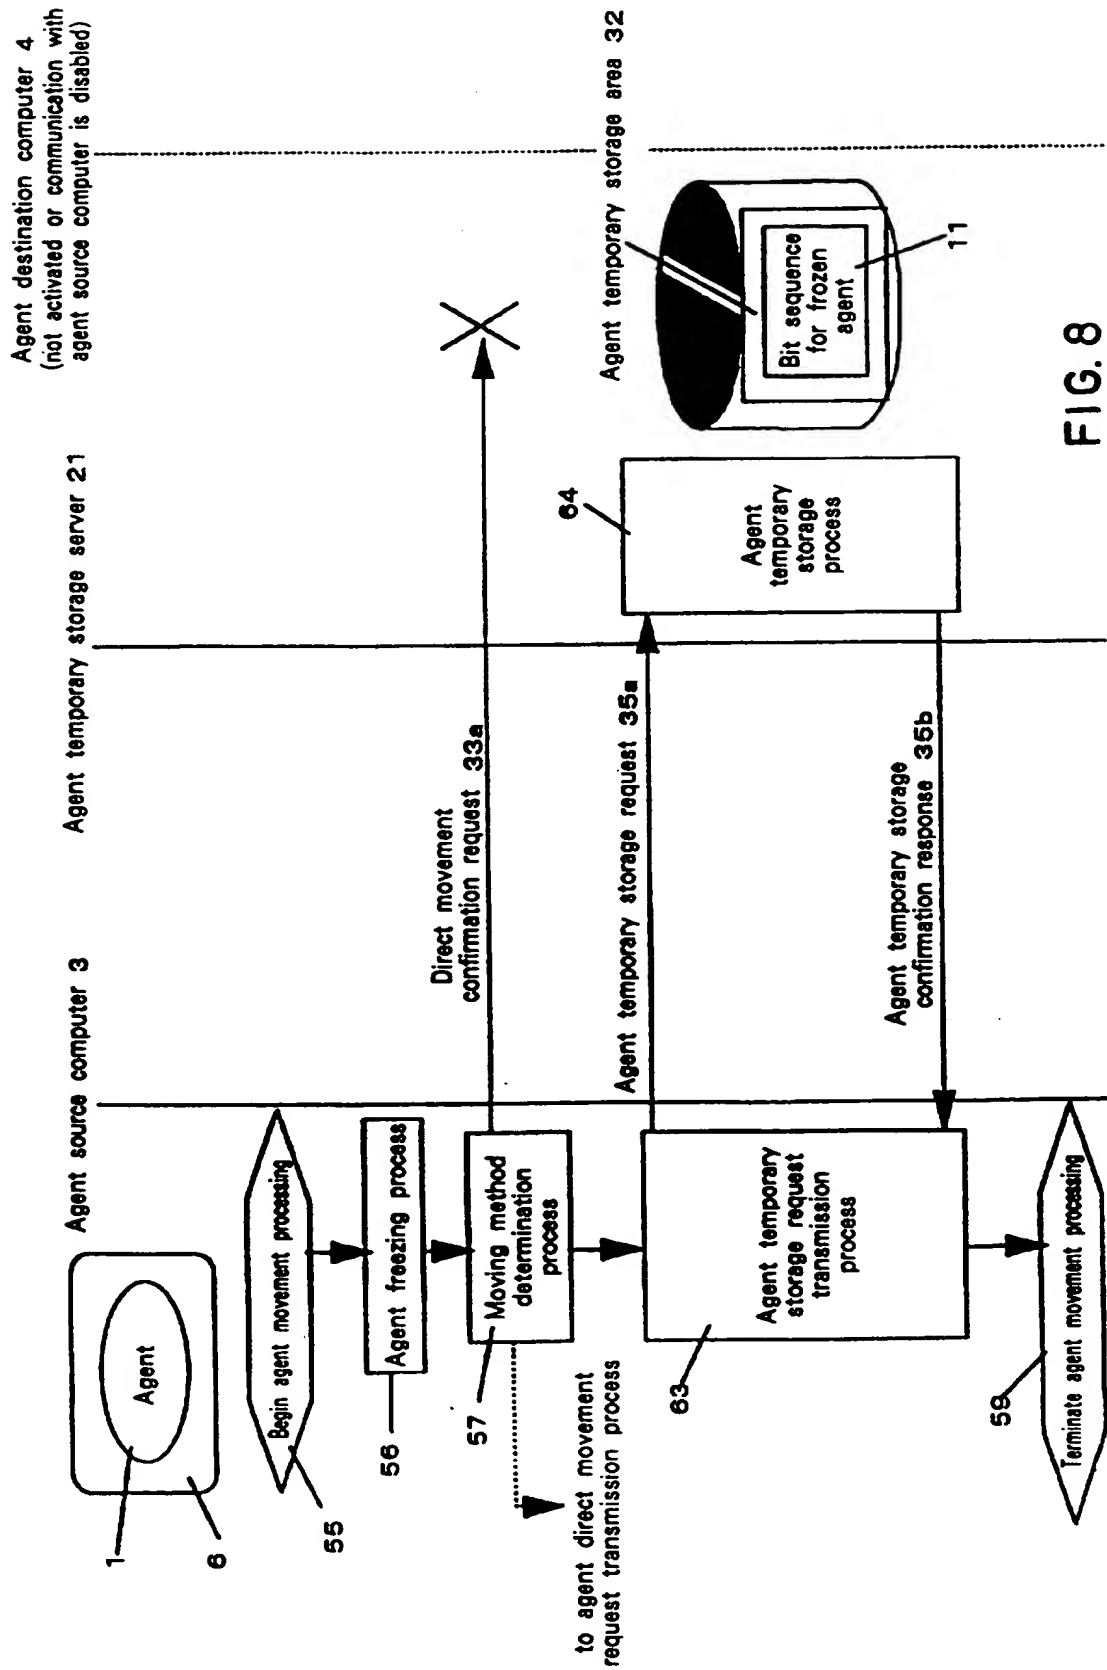 Agent source computer 3
Agent temporary storage server 21
Agent destination computer 4
(not activated or communication with
agent source computer is disabled)
Agent
1
6
Begin agent movement processing
55
Agent freezing process
56
Moving method
determination
process
57
Direct movement
confirmation request 33a
to agent direct movement
request transmission process
Agent temporary
storage request
transmission
process
63
Agent temporary storage request 35a
Agent
temporary
storage
process
64
Agent temporary storage area 32
Bit sequence
for frozen
agent
11
Agent temporary storage
confirmation response 35b
Terminate agent movement processing
59
FIG. 8